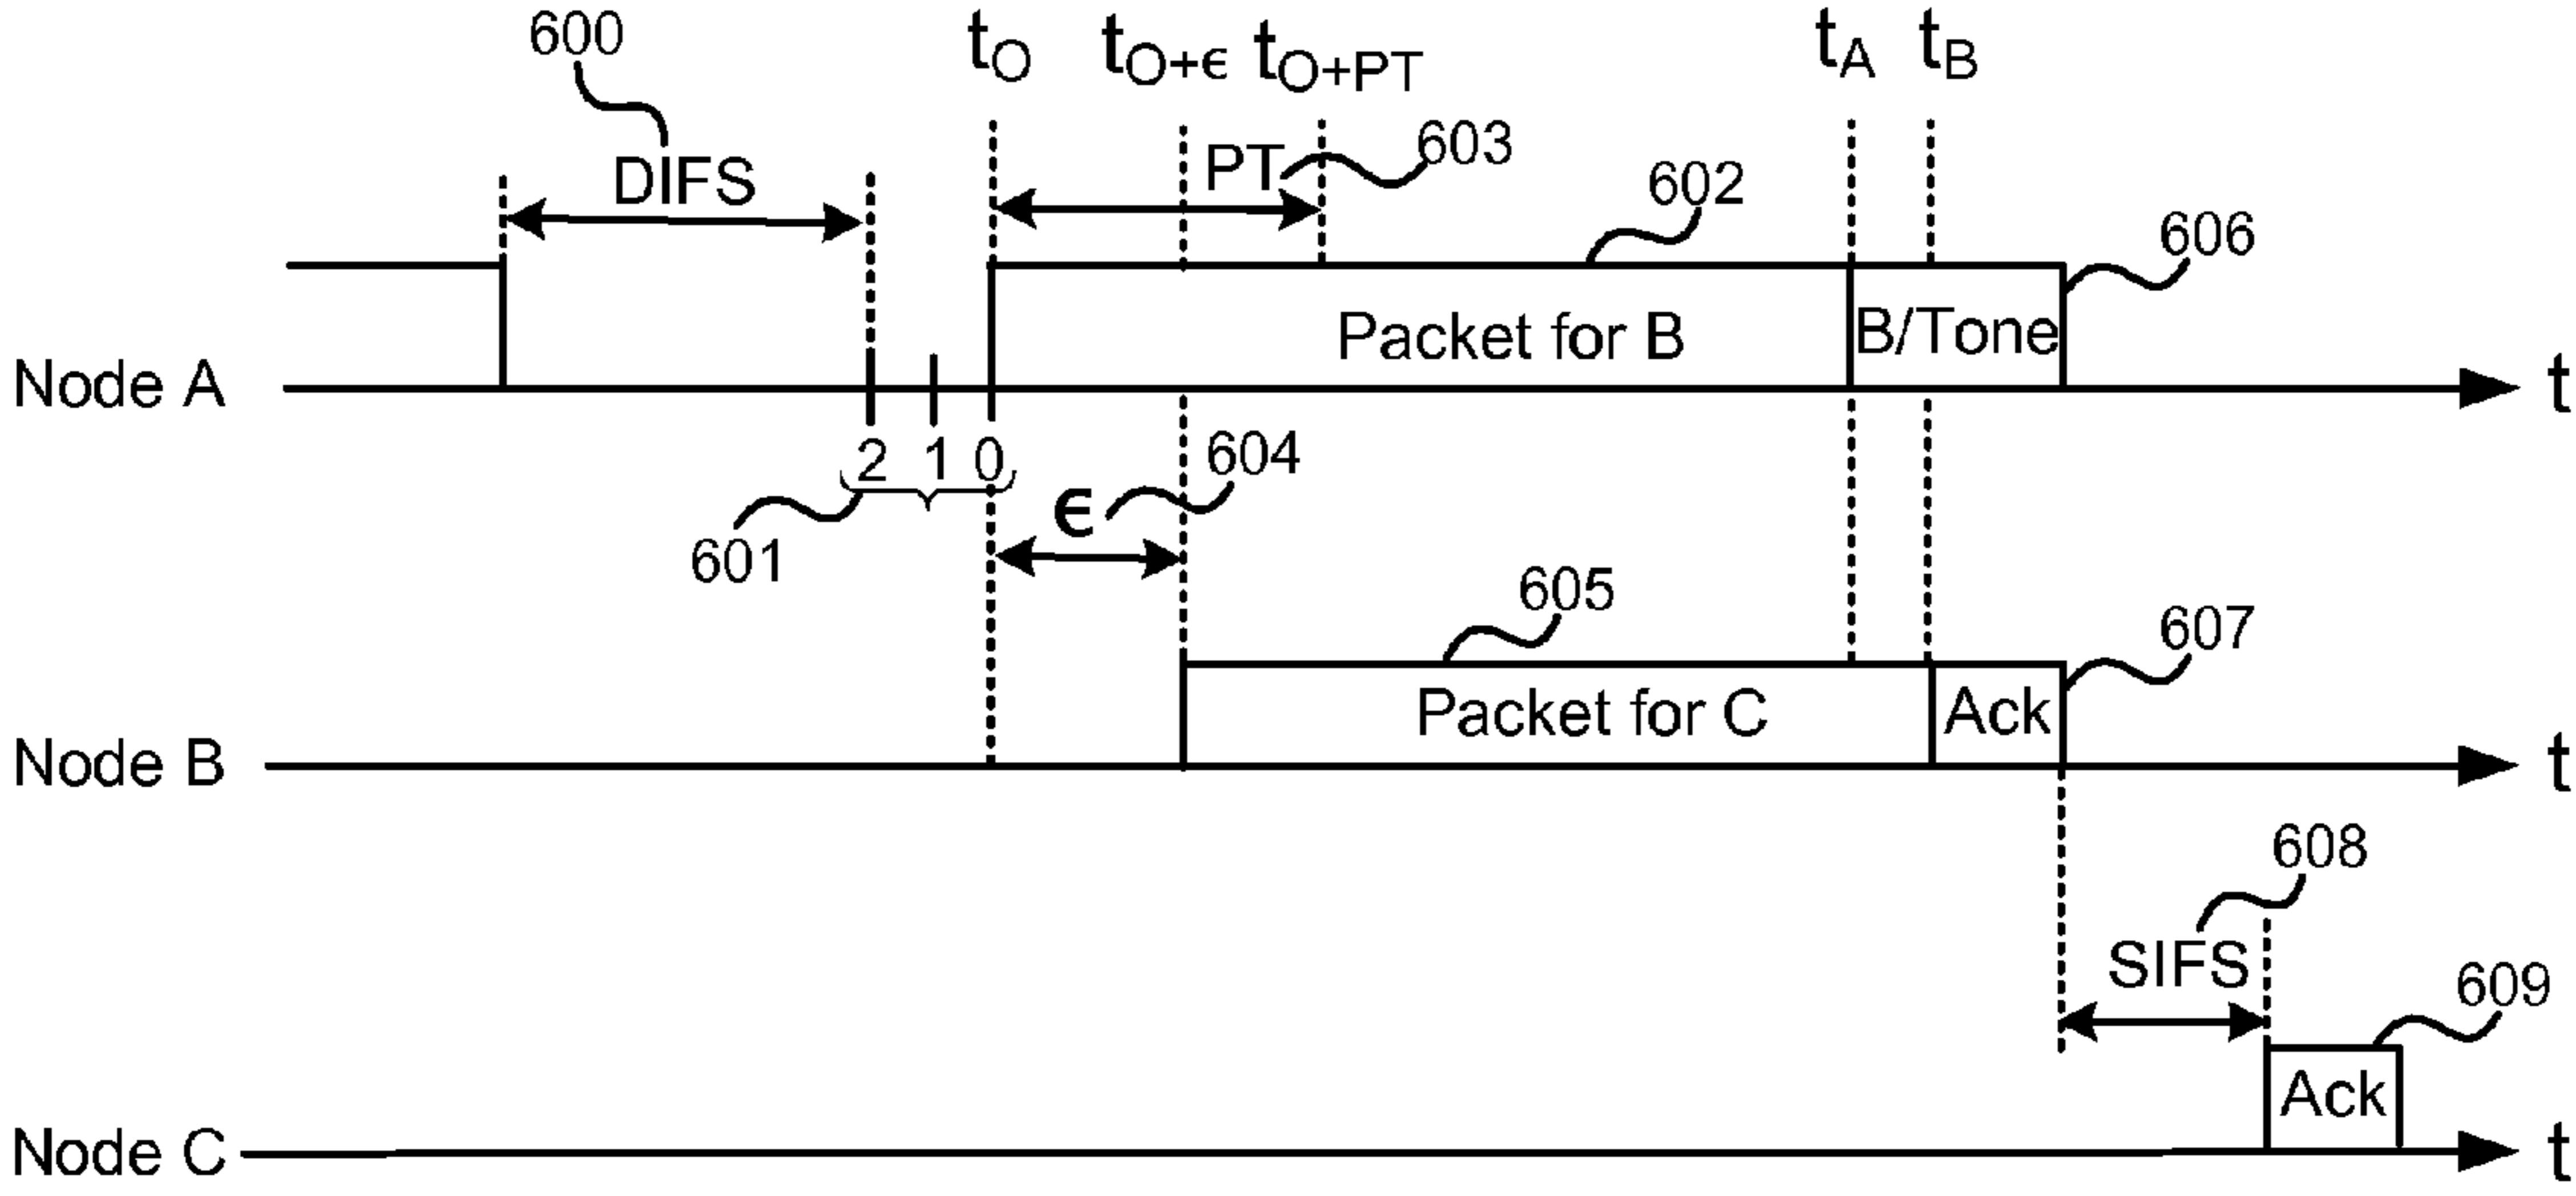 600
tO tO+ϵ tO+PT tA tB
DIFS
PT 603
602
606
Node A
Packet for B
B/Tone
t
2 1 0
601
ϵ 604
605
607
Node B
Packet for C
Ack
t
608
SIFS
609
Node C
Ack
t